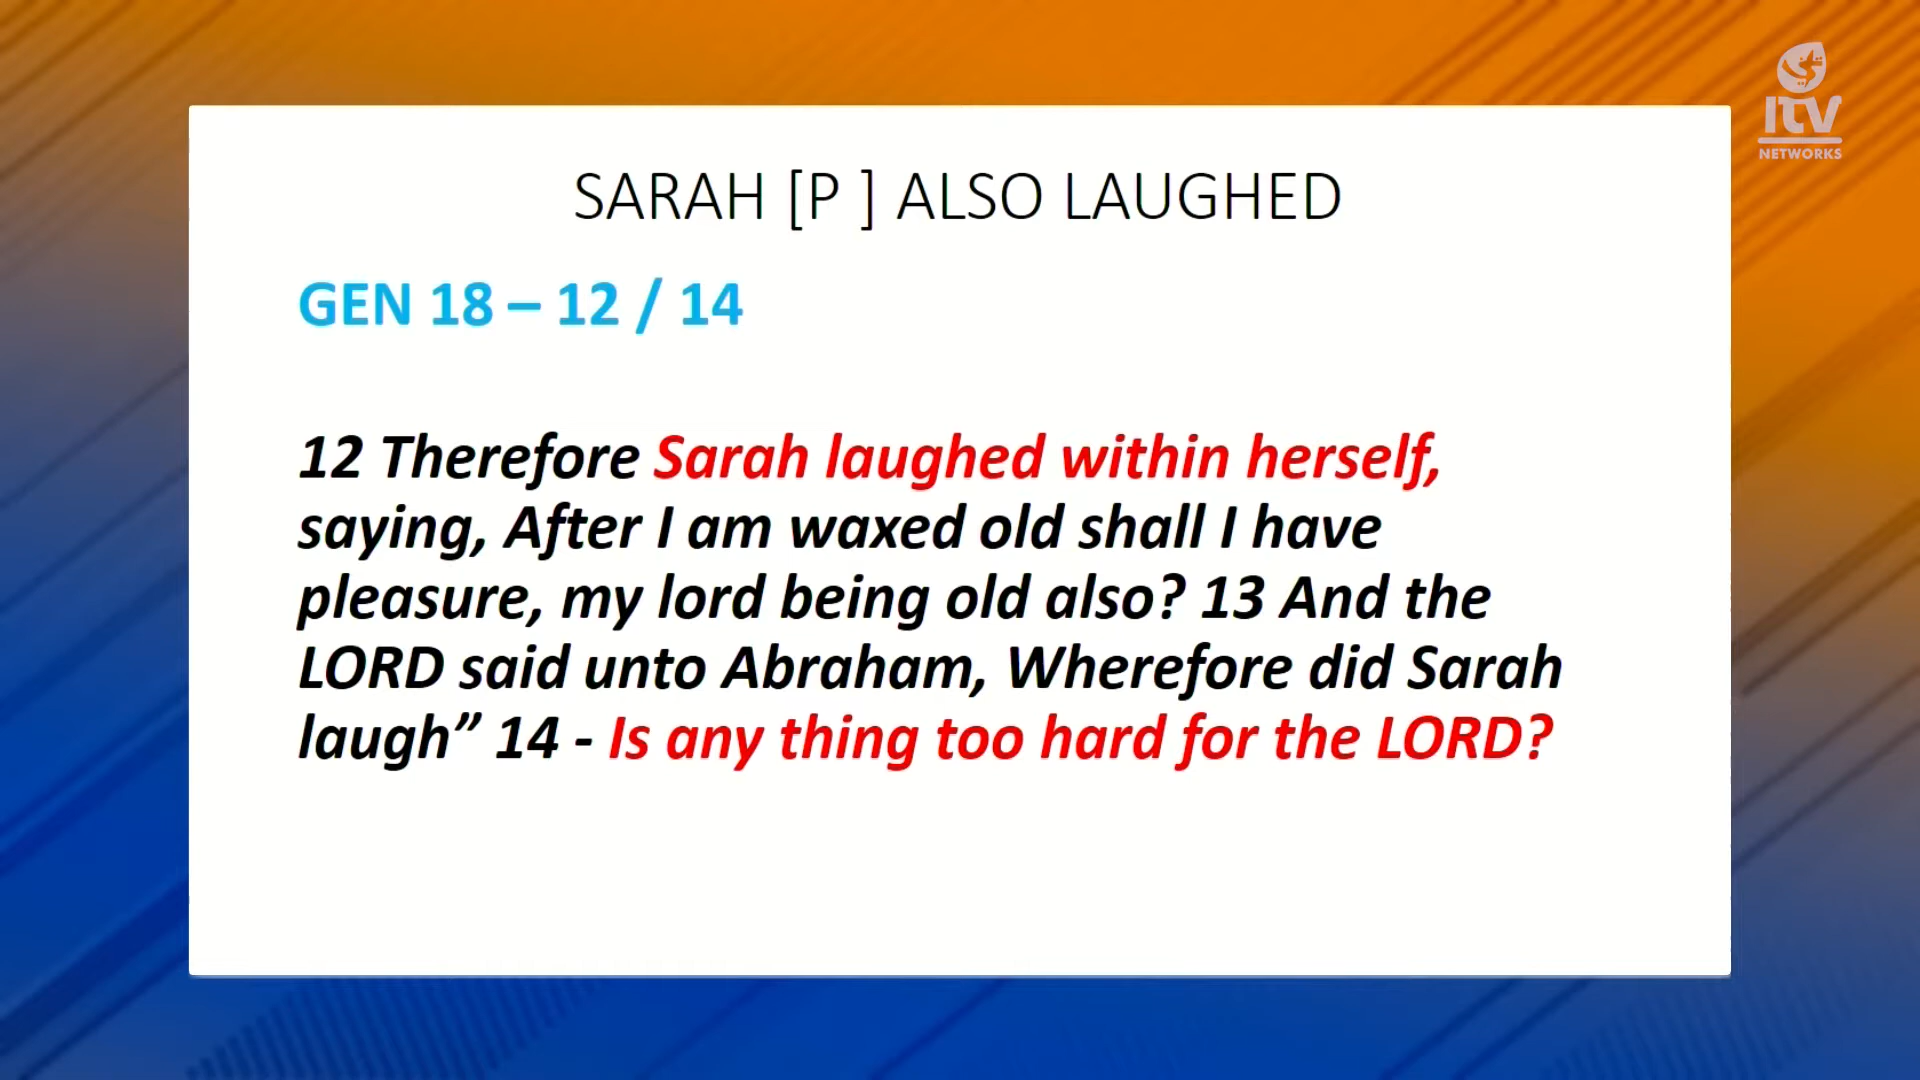 ITV
NETWORKS
SARAH [P ] ALSO LAUGHED
GEN 18 – 12 / 14
12 Therefore Sarah laughed within herself,
saying, After I am waxed old shall I have
pleasure, my lord being old also? 13 And the
LORD said unto Abraham, Wherefore did Sarah
laugh” 14 - Is any thing too hard for the LORD?